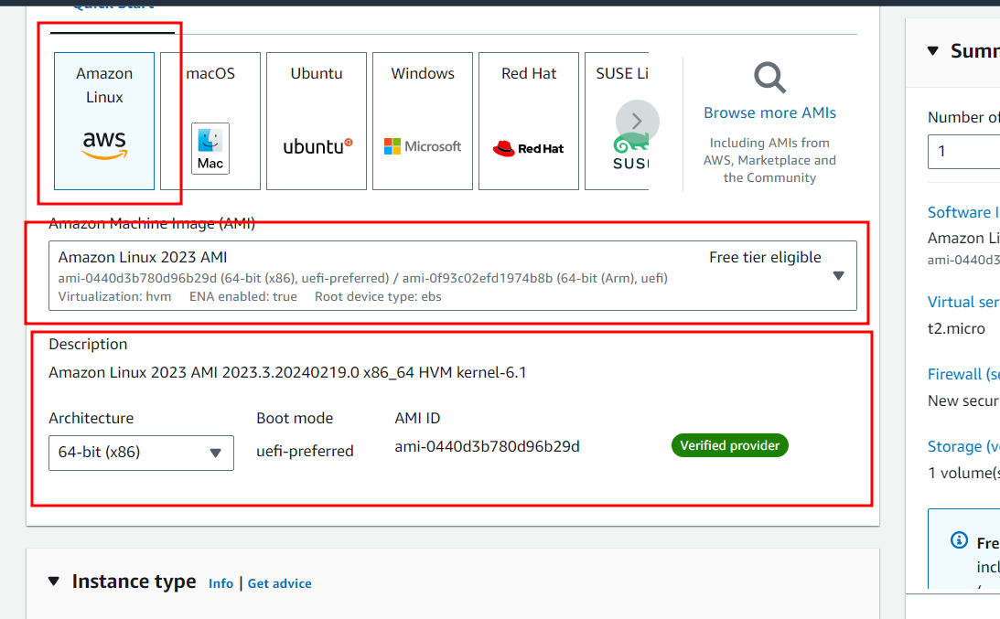 Quick Start
Amazon Linux
aws
macOS
Mac
Ubuntu
ubuntu
Windows
Microsoft
Red Hat
Red Hat
SUSE Li
SUS
Browse more AMIs
Including AMIs from
AWS, Marketplace and
the Community
Amazon Machine Image (AMI)
Amazon Linux 2023 AMI
Free tier eligible
ami-0440d3b780d96b29d (64-bit (x86), uefi-preferred) / ami-0f93c02efd1974b8b (64-bit (Arm), uefi)
Virtualization: hvm ENA enabled: true Root device type: ebs
Description
Amazon Linux 2023 AMI 2023.3.20240219.0 x86_64 HVM kernel-6.1
Architecture
64-bit (x86)
Boot mode
uefi-preferred
AMI ID
ami-0440d3b780d96b29d
Verified provider
Instance type Info | Get advice
Summ
Number of
1
Software I
Amazon Li
ami-0440d3
Virtual ser
t2.micro
Firewall (se
New secur
Storage (vo
1 volume(s
Fre
incl